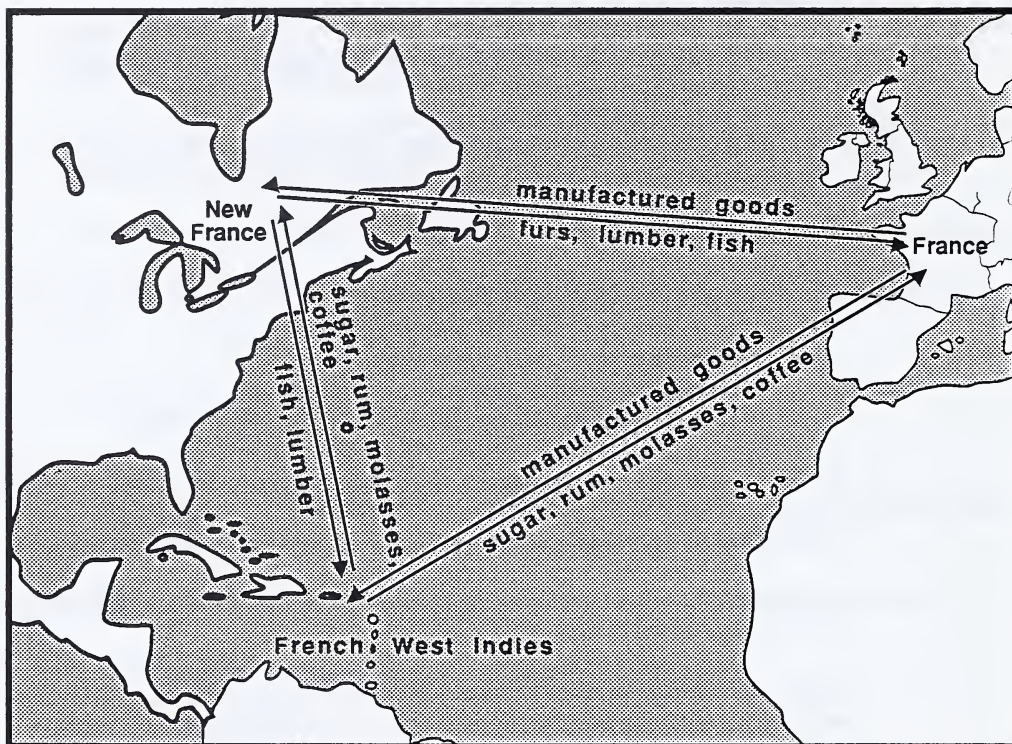 manufactured goods
furs, lumber, fish
New
France
France
sugar, rum, molasses,
coffee
fish, lumber
manufactured goods
sugar, rum, molasses, coffee
French West Indies